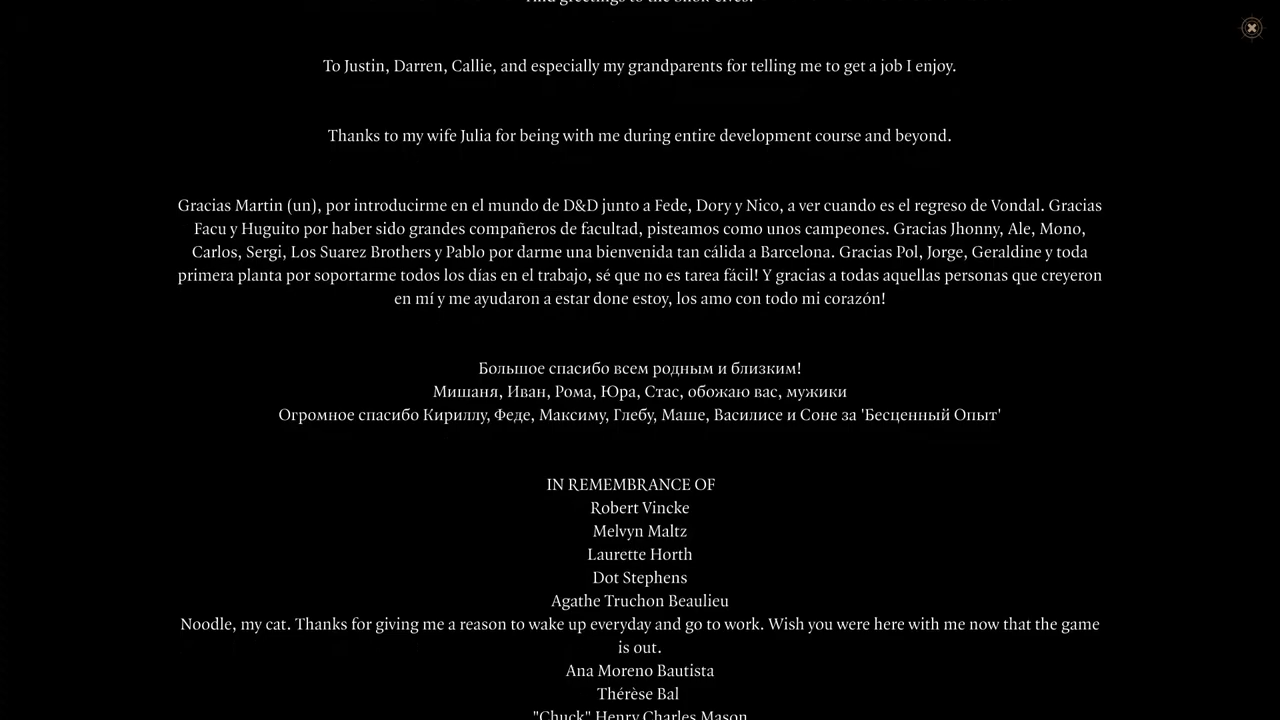 And greetings to the snok elves.
To Justin, Darren, Callie, and especially my grandparents for telling me to get a job I enjoy.
Thanks to my wife Julia for being with me during entire development course and beyond.
Gracias Martin (un), por introducirme en el mundo de D&D junto a Fede, Dory y Nico, a ver cuando es el regreso de Vondal. Gracias
Facu y Huguito por haber sido grandes compañeros de facultad, pisteamos como unos campeones. Gracias Jhonny, Ale, Mono,
Carlos, Sergi, Los Suarez Brothers y Pablo por darme una bienvenida tan cálida a Barcelona. Gracias Pol, Jorge, Geraldine y toda
primera planta por soportarme todos los días en el trabajo, sé que no es tarea fácil! Y gracias a todas aquellas personas que creyeron
en mí y me ayudaron a estar done estoy, los amo con todo mi corazón!
Большое спасибо всем родным и близким!
Мишаня, Иван, Рома, Юра, Стас, обожаю вас, мужики
Огромное спасибо Кириллу, Феде, Максиму, Глебу, Маше, Василисе и Соне за 'Бесценный Опыт'
IN REMEMBRANCE OF
Robert Vincke
Melvyn Maltz
Laurette Horth
Dot Stephens
Agathe Truchon Beaulieu
Noodle, my cat. Thanks for giving me a reason to wake up everyday and go to work. Wish you were here with me now that the game
is out.
Ana Moreno Bautista
Thérèse Bal
"Chuck" Henry Charles Mason